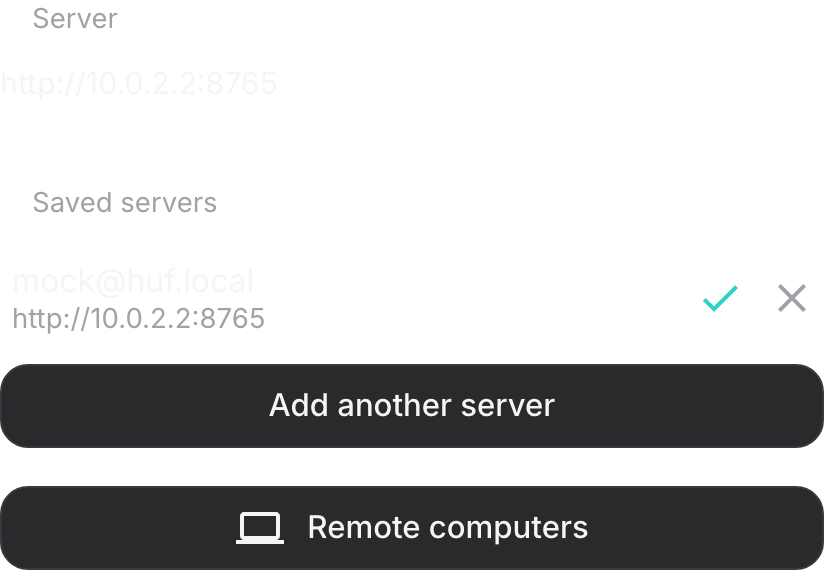 Server
http://10.0.2.2:8765
Saved servers
mock@huf.local
http://10.0.2.2:8765
Add another server
Remote computers